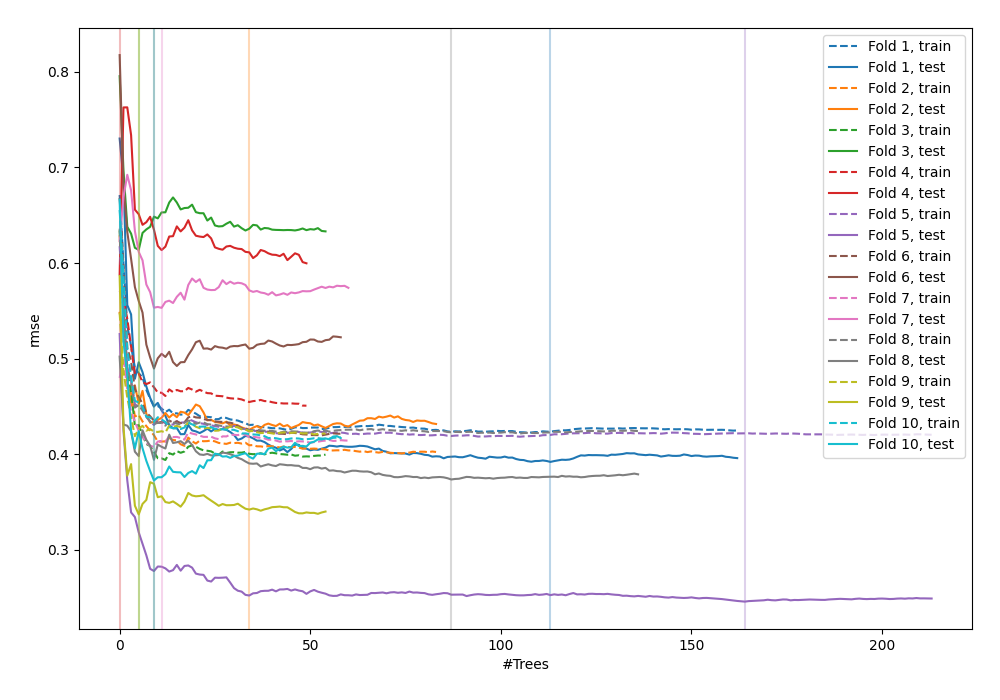 0.8
0.7
0.6
0.5
0.4
0.3
rmse
0
50
100
150
200
#Trees
Fold 1, train
Fold 1, test
Fold 2, train
Fold 2, test
Fold 3, train
Fold 3, test
Fold 4, train
Fold 4, test
Fold 5, train
Fold 5, test
Fold 6, train
Fold 6, test
Fold 7, train
Fold 7, test
Fold 8, train
Fold 8, test
Fold 9, train
Fold 9, test
Fold 10, train
Fold 10, test